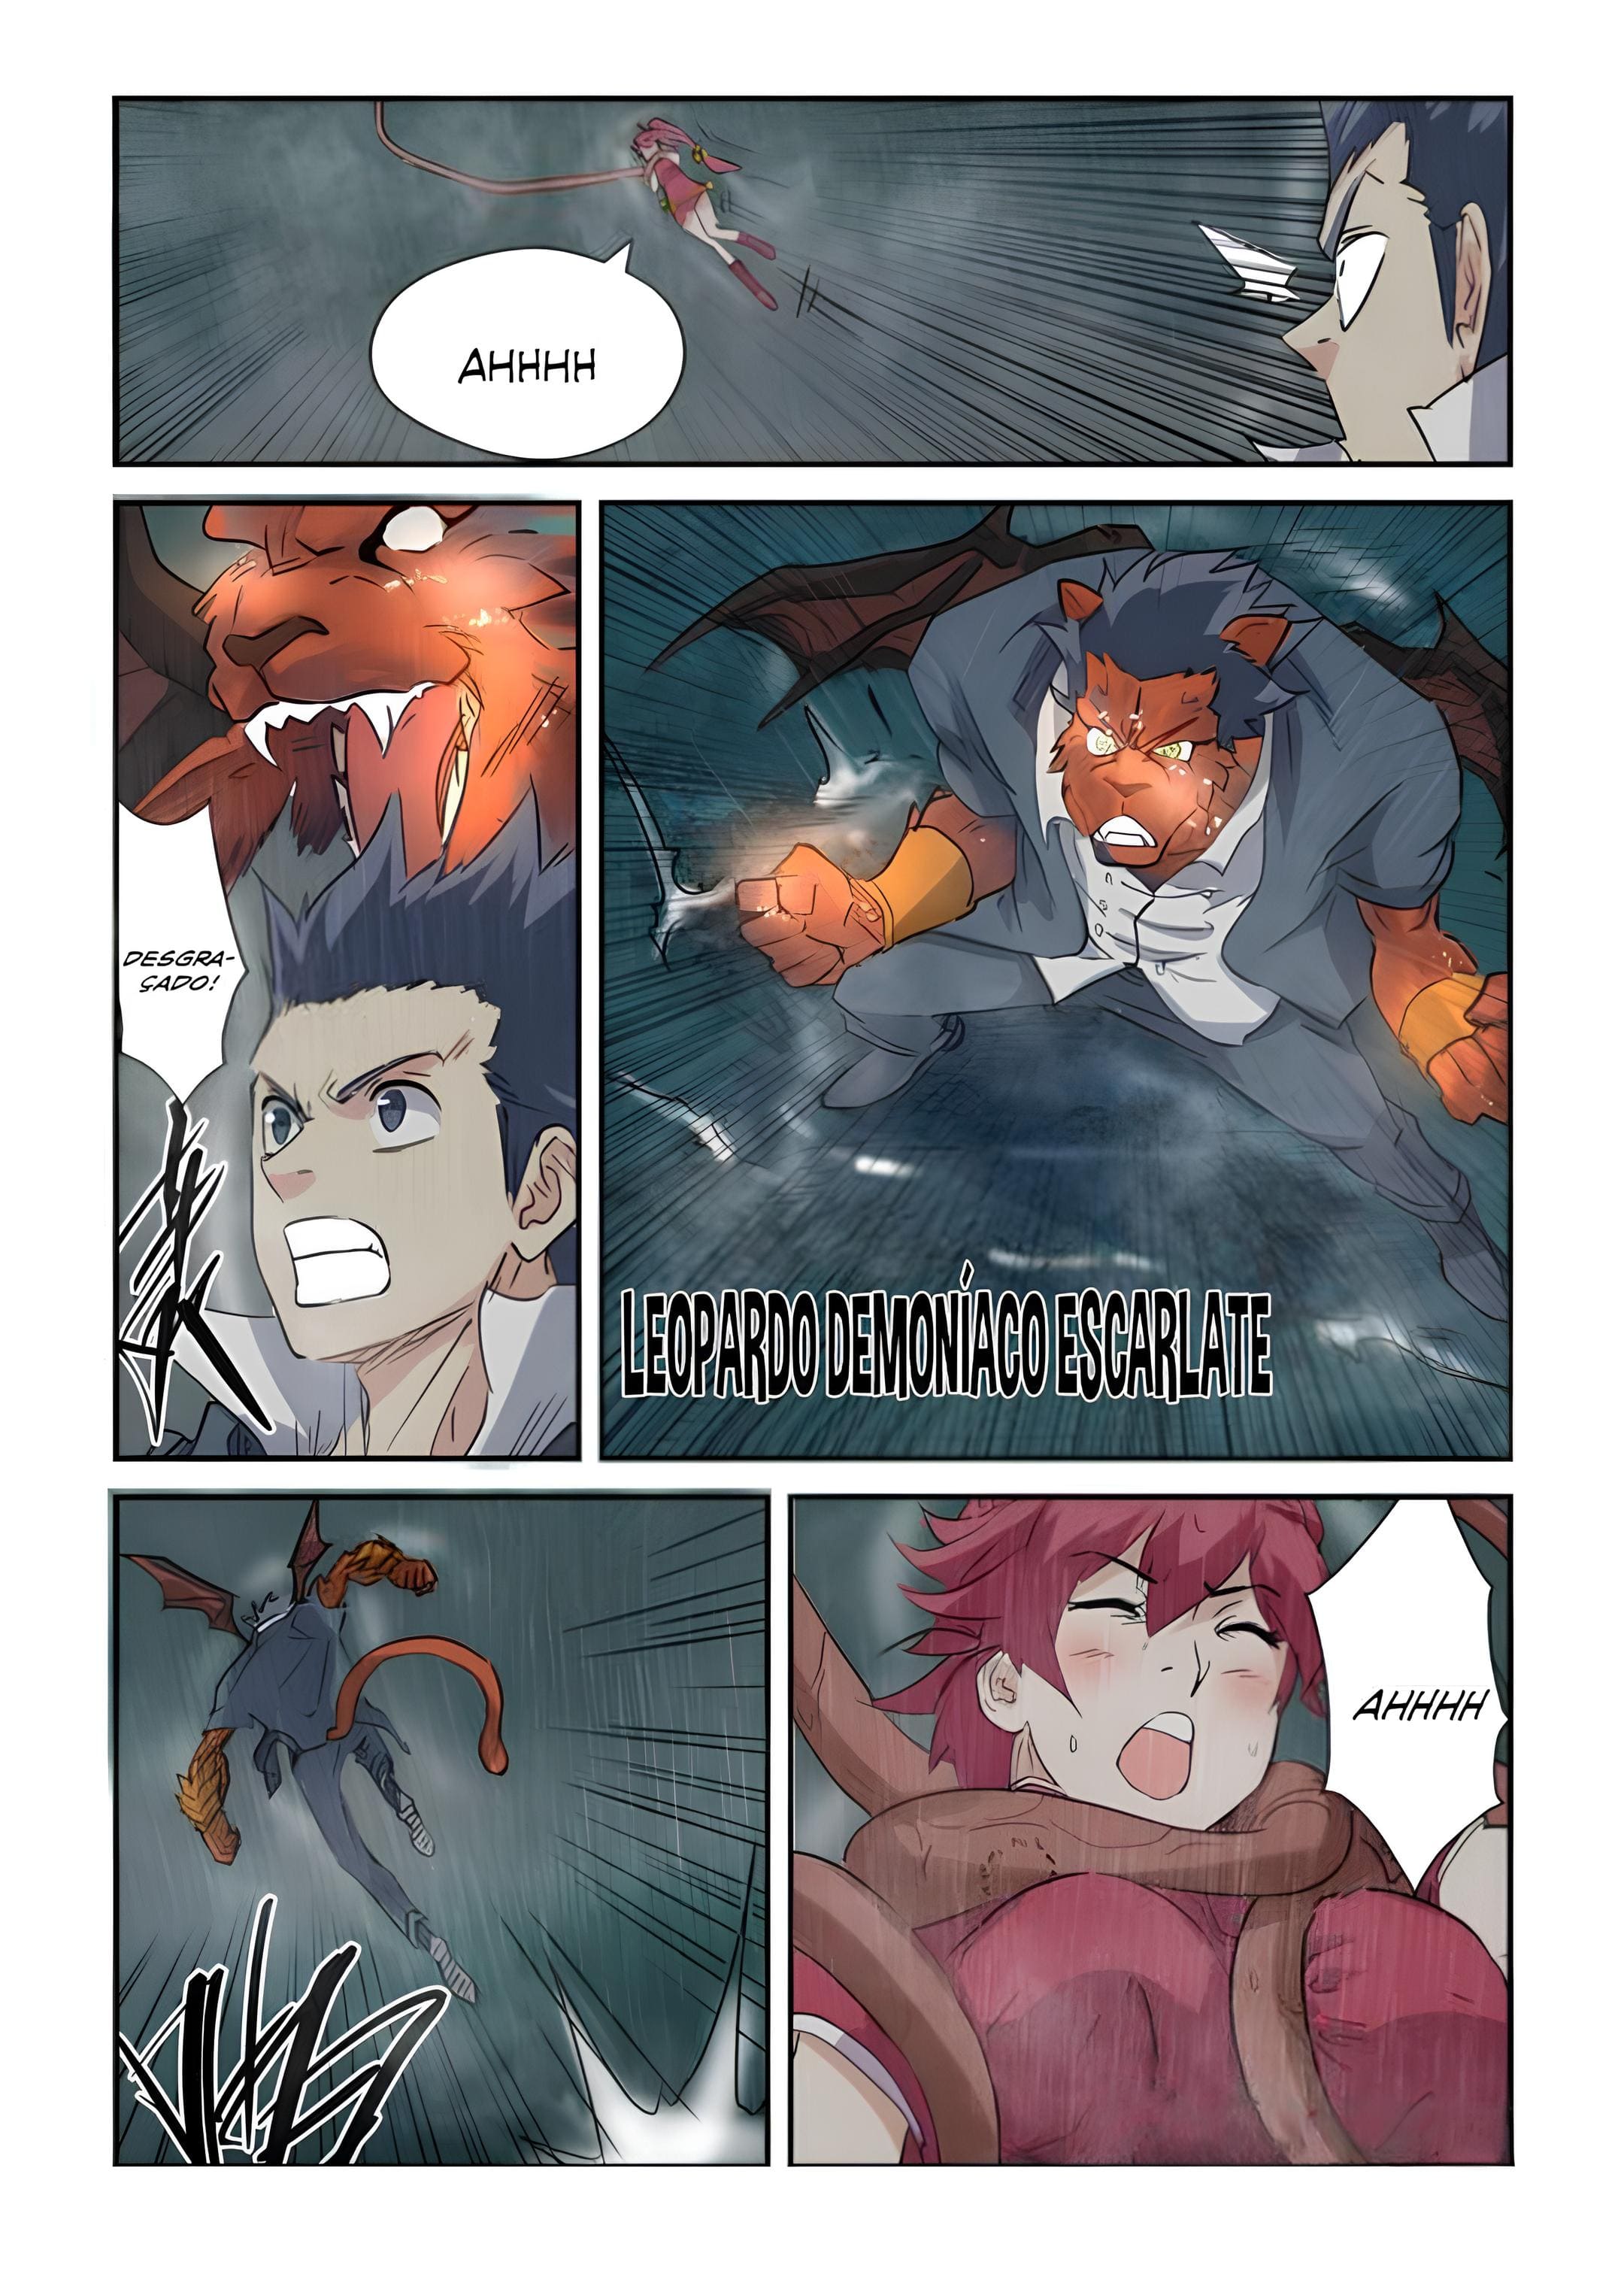 AHHHH
DESGRA-
ÇADO!
LEOPARDO DEMONÍACO ESCARLATE
AHHHH